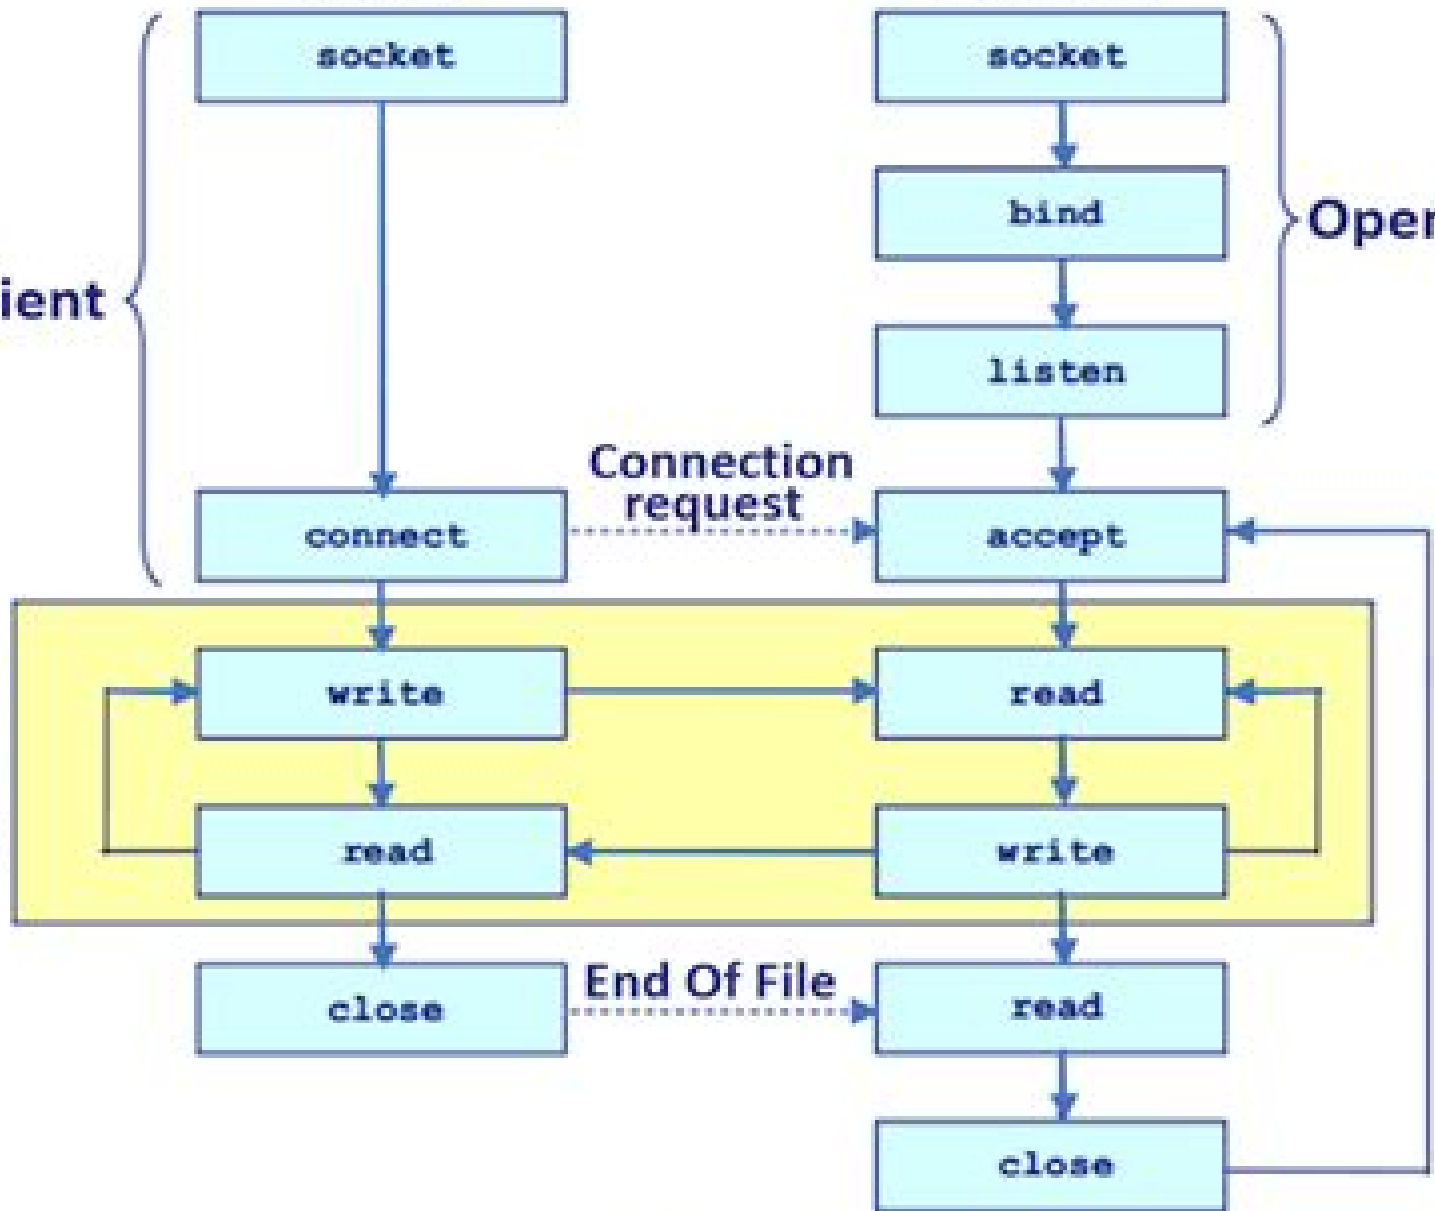 socket
socket
bind
Oper
ient
listen
Connection
request
connect
accept
write
read
read
write
End Of File
close
read
close